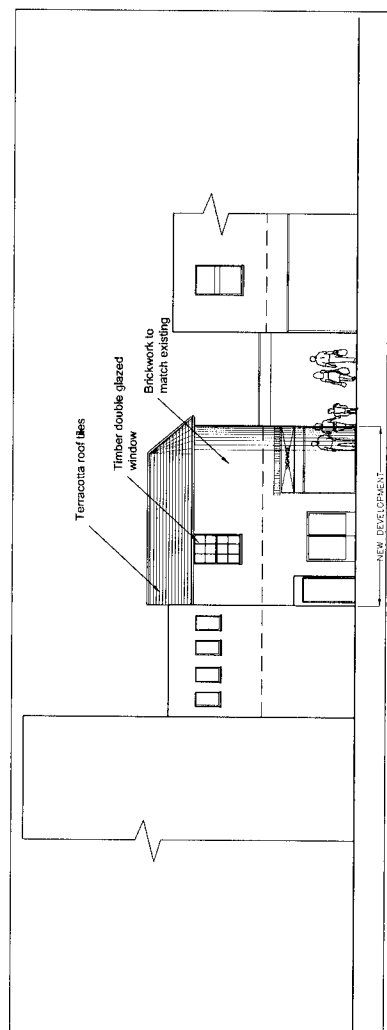 Terracotta roof tiles
Timber double glazed
window
Brickwork to
match existing
NEW DEVELOPMENT